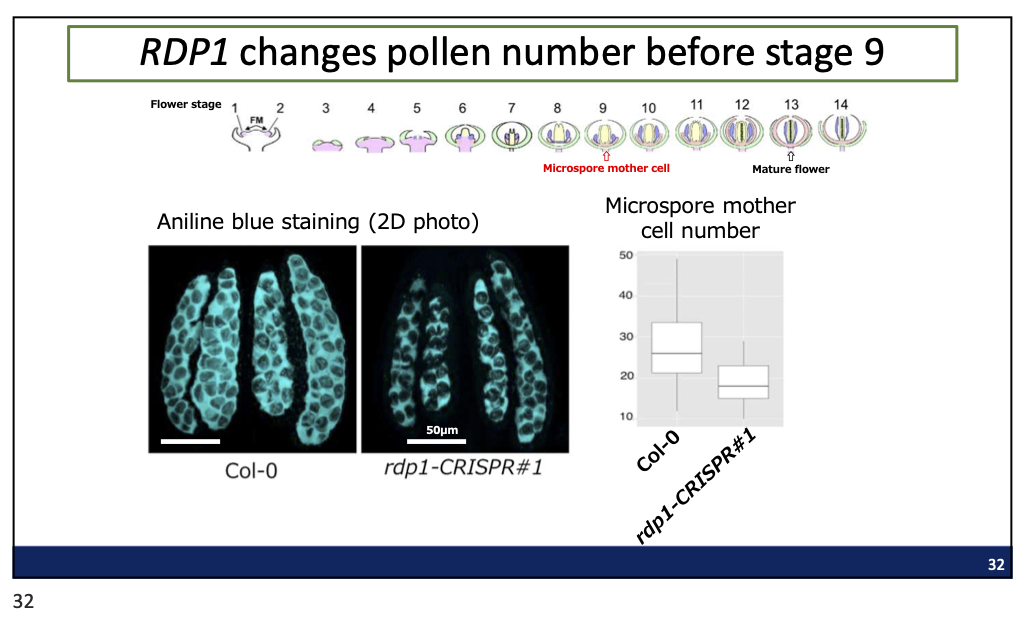 RDP1 changes pollen number before stage 9
Flower stage 1 2 3 4 5 6 7 8 9 10 11 12 13 14
FM
Microspore mother cell
Mature flower
Aniline blue staining (2D photo)
Microspore mother
cell number
50
40
30
20
10
50μm
Col-0
rdp1-CRISPR#1
Col-0
rdp1-CRISPR#1
32
32